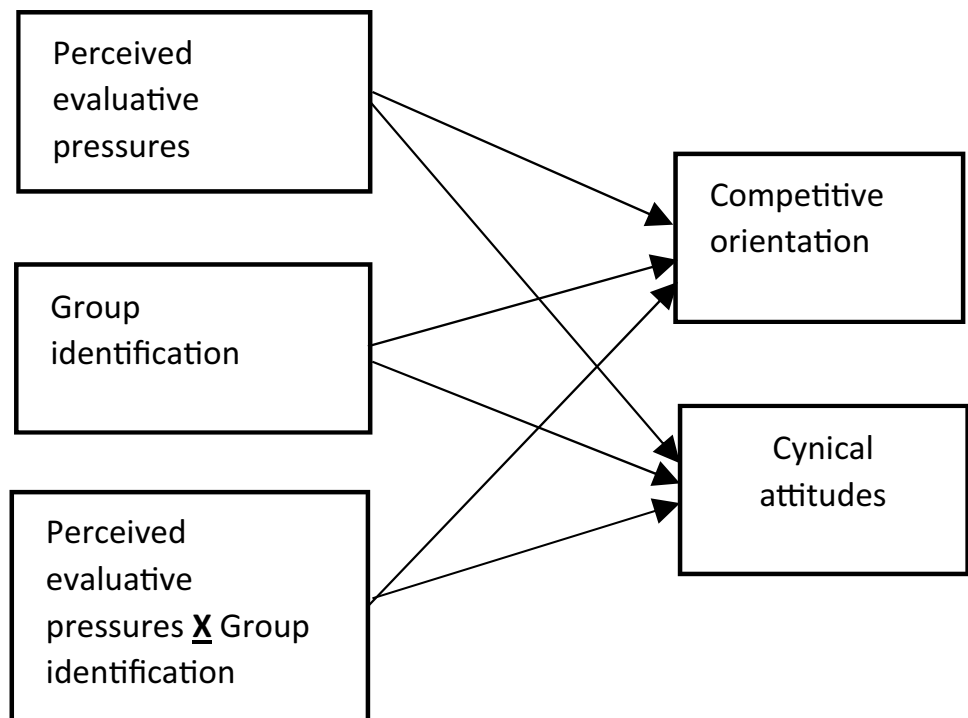 Perceived
evaluative
pressures
Competitive
orientation
Group
identification
Cynical
attitudes
Perceived
evaluative
pressures X Group
identification